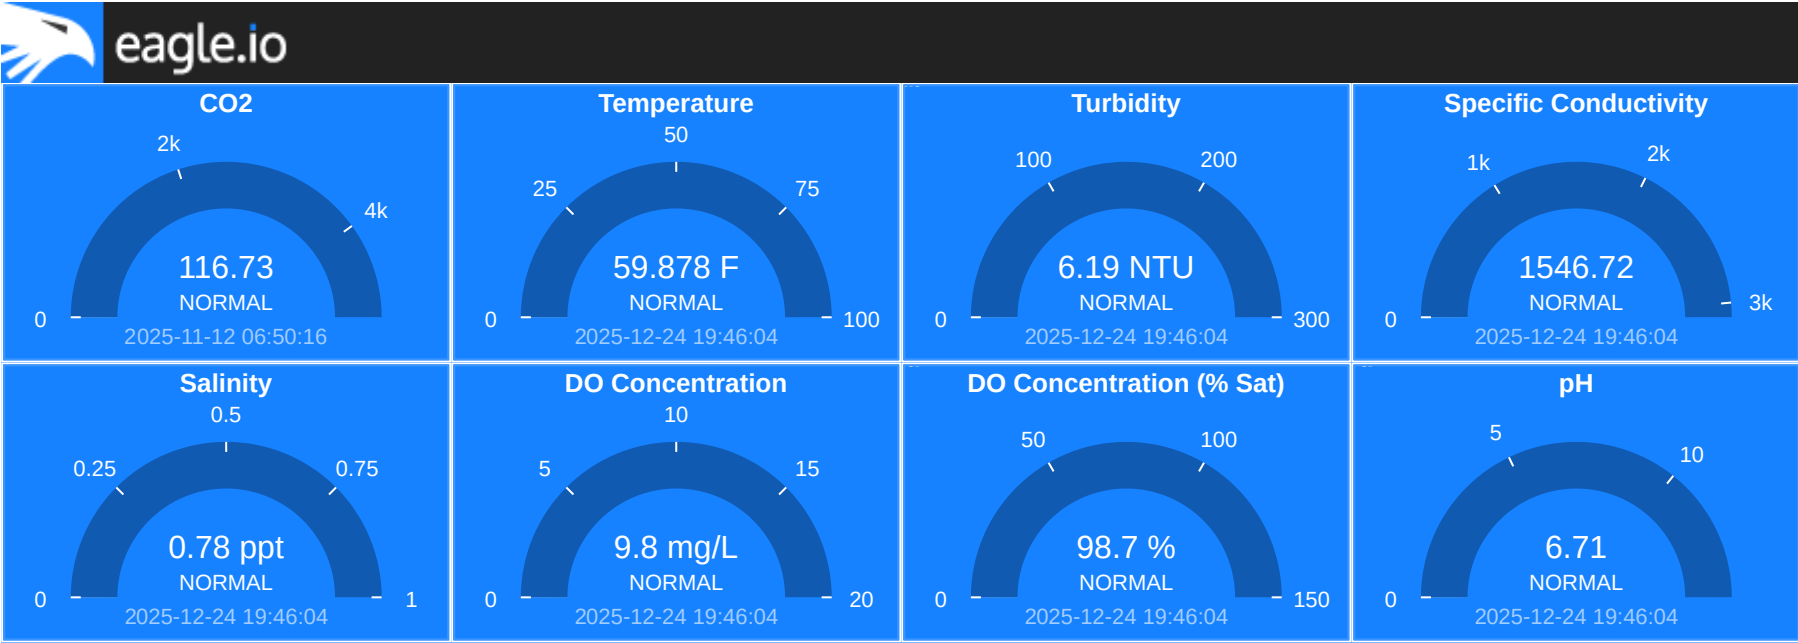 eagle.io
CO2
2k
4k
116.73
NORMAL
0
2025-11-12 06:50:16
Temperature
50
25
75
59.878 F
NORMAL
0
100
2025-12-24 19:46:04
Turbidity
100
200
6.19 NTU
NORMAL
0
300
2025-12-24 19:46:04
Specific Conductivity
1k
2k
1546.72
NORMAL
3k
0
2025-12-24 19:46:04
Salinity
0.5
0.25
0.75
0.78 ppt
NORMAL
0
1
2025-12-24 19:46:04
DO Concentration
10
5
15
9.8 mg/L
NORMAL
0
20
2025-12-24 19:46:04
DO Concentration (% Sat)
50
100
98.7 %
NORMAL
0
150
2025-12-24 19:46:04
pH
5
10
6.71
NORMAL
0
2025-12-24 19:46:04